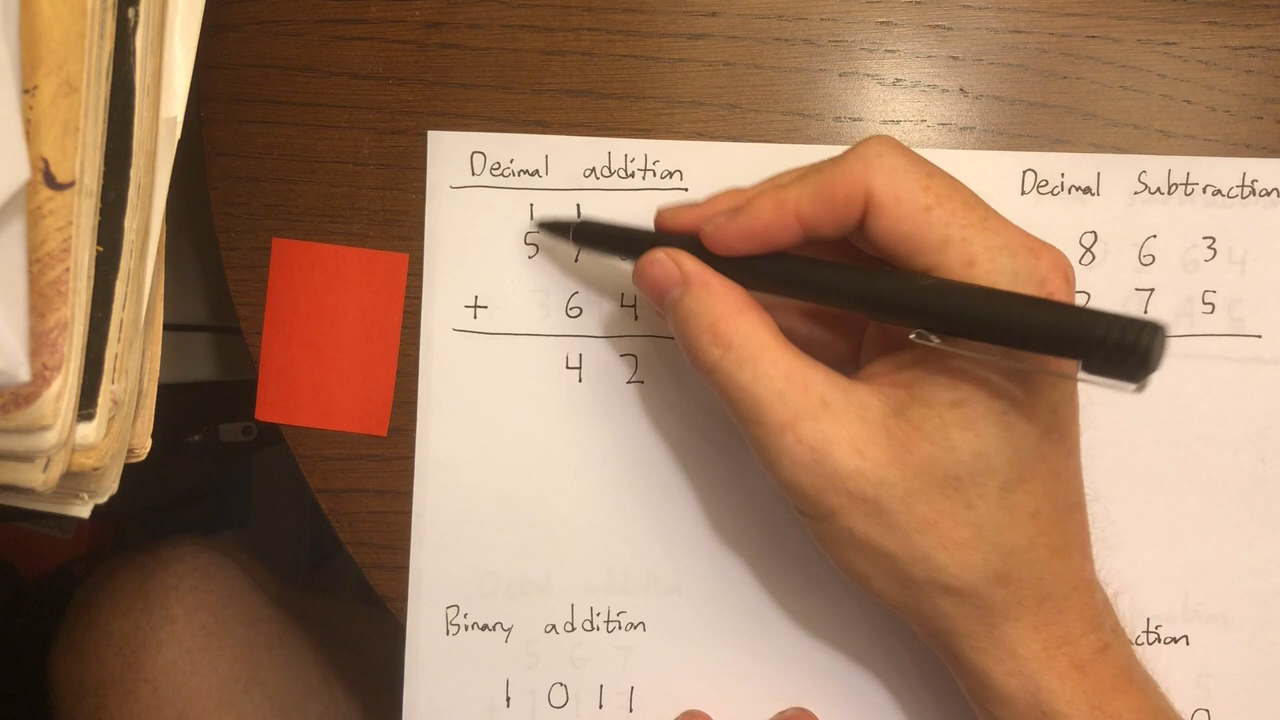 Decimal addition
1 1
5 7
+ 6 4
4 2
Decimal Subtraction
8 6 3
7 5
Binary addition
1 0 1 1